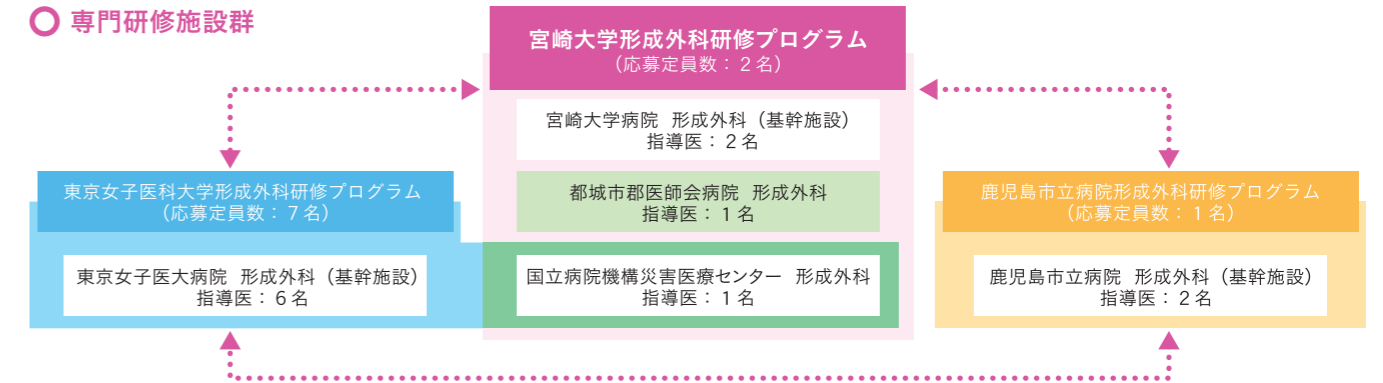 専門研修施設群
宮崎大学形成外科研修プログラム
（応募定員数：２名）
宮崎大学病院 形成外科（基幹施設）
指導医：２名
都城市郡医師会病院 形成外科
指導医：１名
国立病院機構災害医療センター 形成外科
指導医：１名
東京女子医科大学形成外科研修プログラム
（応募定員数：７名）
東京女子医大病院 形成外科（基幹施設）
指導医：６名
鹿児島市立病院形成外科研修プログラム
（応募定員数：１名）
鹿児島市立病院 形成外科（基幹施設）
指導医：２名